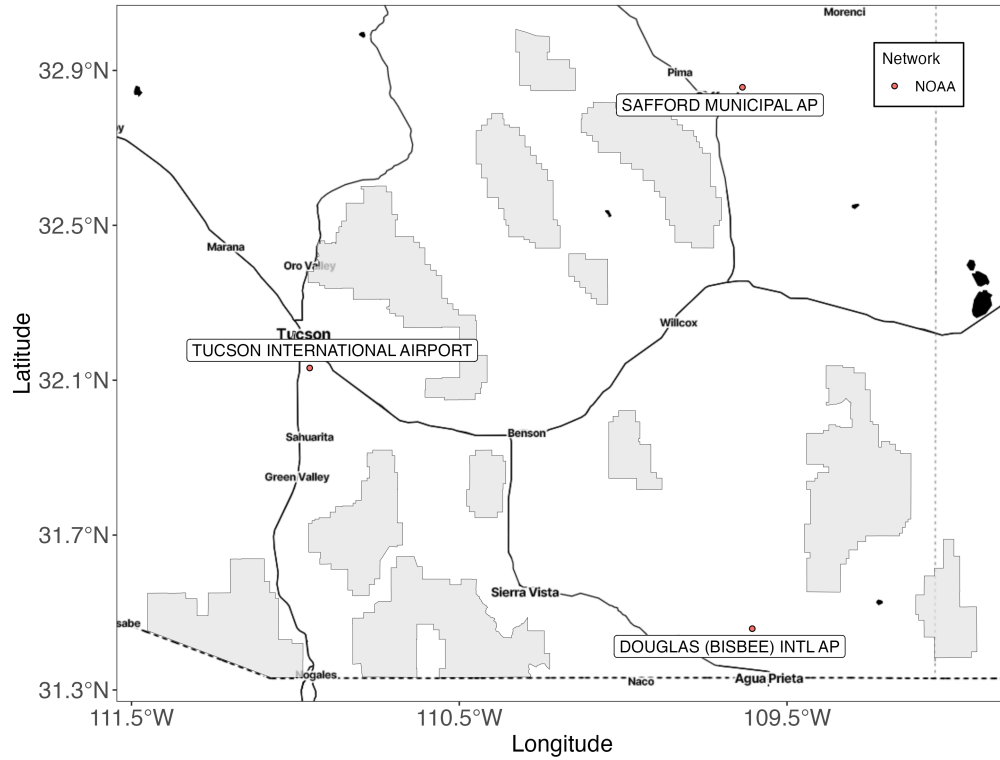 Morenci
32.9°N
Pima
Network
NOAA
SAFFORD MUNICIPAL AP
32.5°N
Marana
Oro Valley
Willcox
Tucson
TUCSON INTERNATIONAL AIRPORT
Latitude
32.1°N
Benson
Sahuarita
Green Valley
31.7°N
Sierra Vista
sabe
DOUGLAS (BISBEE) INTL AP
Nogales
Naco
Agua Prieta
31.3°N
111.5°W
110.5°W
109.5°W
Longitude